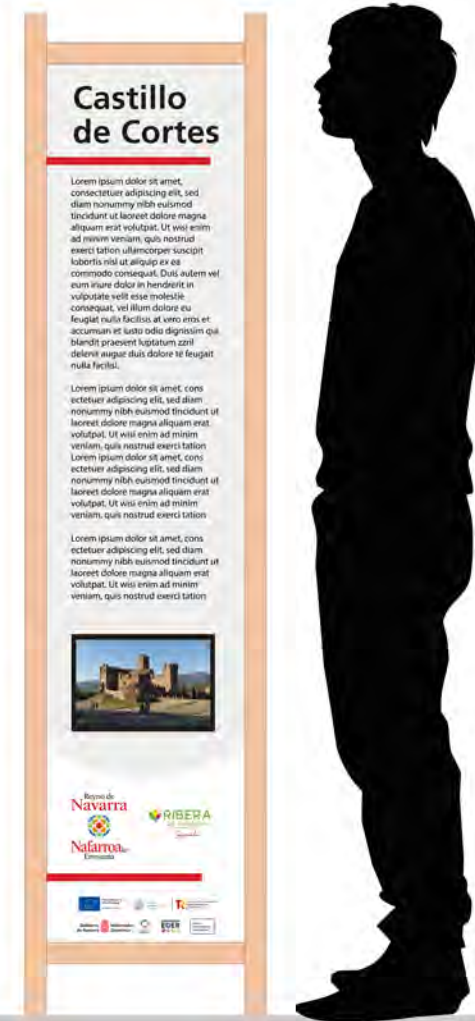 Castillo
de Cortes
Lorem ipsum dolor sit amet,
consectetuer adipiscing elit, sed
diam nonummy nibh euismod
tincidunt ut laoreet dolore magna
aliquam erat volutpat. Ut wisi enim
ad minim veniam, quis nostrud
exerci tation ullamcorper suscipit
lobortis nisl ut aliquip ex ea
commodo consequat. Duis autem vel
eum iriure dolor in hendrerit in
vulputate velit esse molestie
consequat, vel illum dolore eu
feugiat nulla facilisis at vero eros et
accumsan et iusto odio dignissim qui
blandit praesent luptatum zzril
delenit augue duis dolore te feugait
nulla facilisi.
Lorem ipsum dolor sit amet, cons
ectetuer adipiscing elit, sed diam
nonummy nibh euismod tincidunt ut
laoreet dolore magna aliquam erat
volutpat. Ut wisi enim ad minim
veniam, quis nostrud exerci tation
Lorem ipsum dolor sit amet, cons
ectetuer adipiscing elit, sed diam
nonummy nibh euismod tincidunt ut
laoreet dolore magna aliquam erat
volutpat. Ut wisi enim ad minim
veniam, quis nostrud exerci tation
Lorem ipsum dolor sit amet, cons
ectetuer adipiscing elit, sed diam
nonummy nibh euismod tincidunt ut
laoreet dolore magna aliquam erat
volutpat. Ut wisi enim ad minim
veniam, quis nostrud exerci tation
Reyno de
Navarra
Nafarroa
Erresuma
RIBERA
EDER